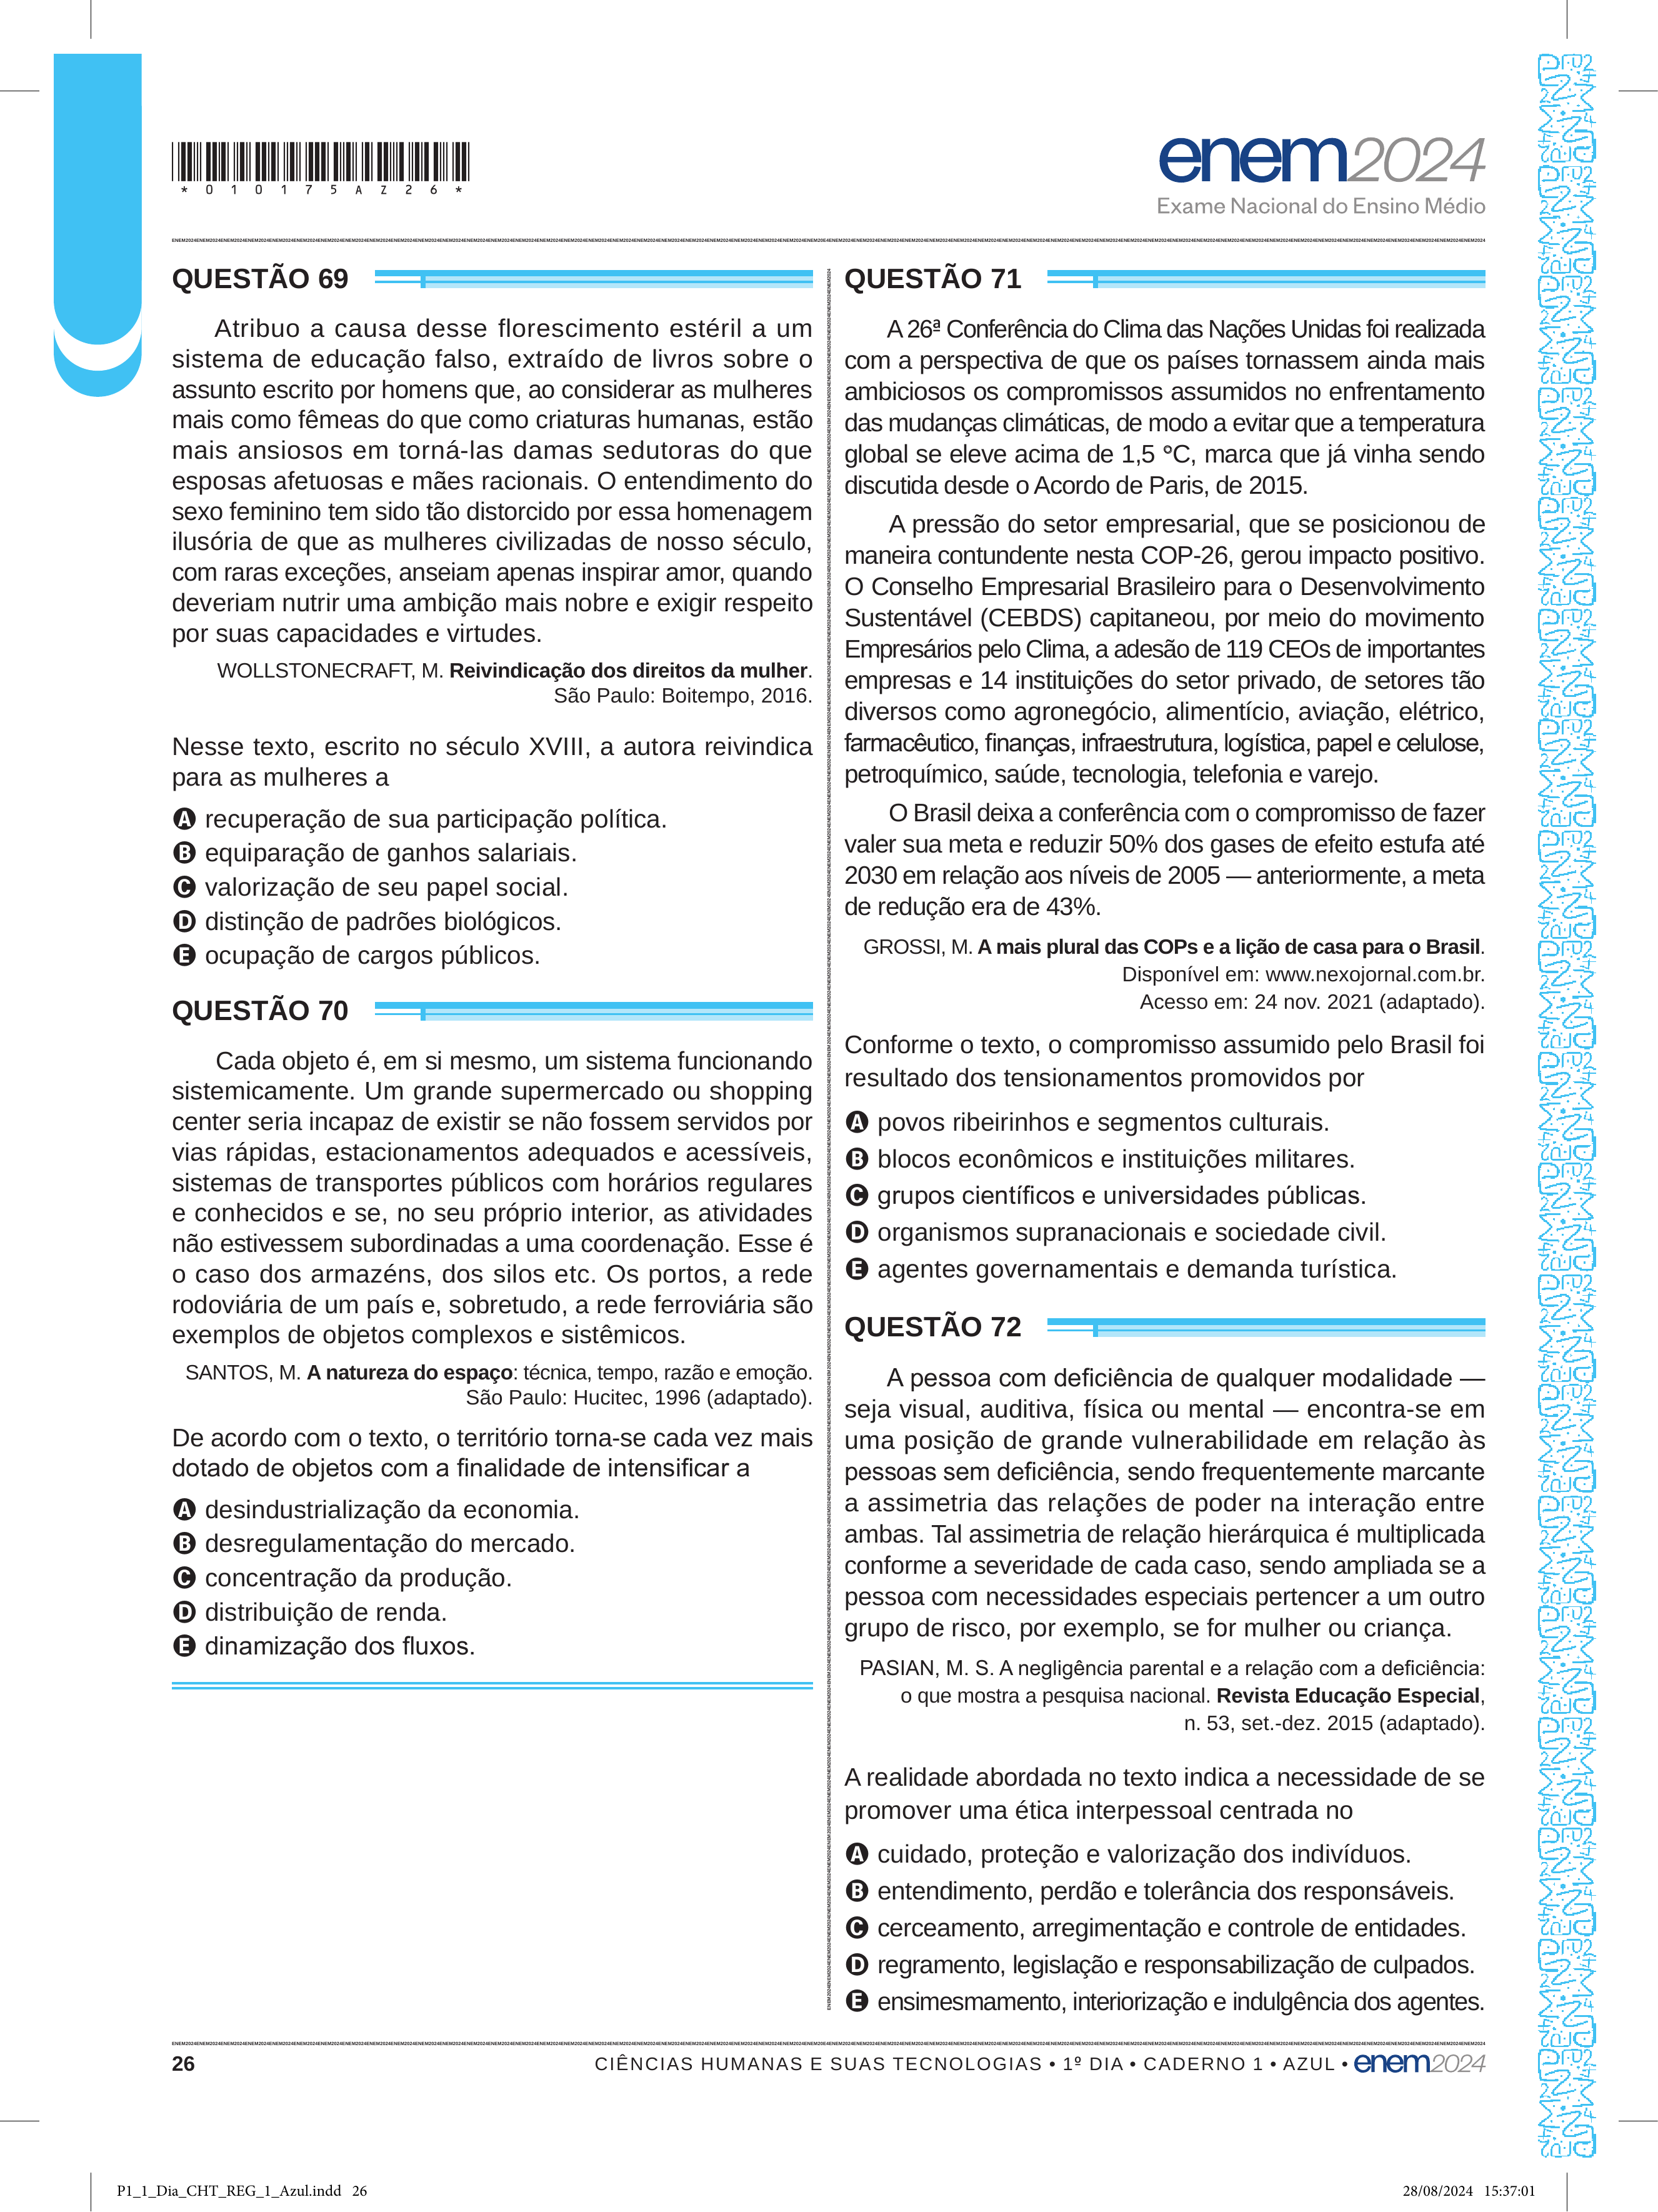 *010175AZ26*
enem2024
Exame Nacional do Ensino Médio
QUESTÃO 69
Atribuo a causa desse florescimento estéril a um
sistema de educação falso, extraído de livros sobre o
assunto escrito por homens que, ao considerar as mulheres
mais como fêmeas do que como criaturas humanas, estão
mais ansiosos em torná-las damas sedutoras do que
esposas afetuosas e mães racionais. O entendimento do
sexo feminino tem sido tão distorcido por essa homenagem
ilusória de que as mulheres civilizadas de nosso século,
com raras exceções, anseiam apenas inspirar amor, quando
deveriam nutrir uma ambição mais nobre e exigir respeito
por suas capacidades e virtudes.
WOLLSTONECRAFT, M. Reivindicação dos direitos da mulher.
São Paulo: Boitempo, 2016.
Nesse texto, escrito no século XVIII, a autora reivindica
para as mulheres a
A recuperação de sua participação política.
B equiparação de ganhos salariais.
C valorização de seu papel social.
D distinção de padrões biológicos.
E ocupação de cargos públicos.
QUESTÃO 70
Cada objeto é, em si mesmo, um sistema funcionando
sistemicamente. Um grande supermercado ou shopping
center seria incapaz de existir se não fossem servidos por
vias rápidas, estacionamentos adequados e acessíveis,
sistemas de transportes públicos com horários regulares
e conhecidos e se, no seu próprio interior, as atividades
não estivessem subordinadas a uma coordenação. Esse é
o caso dos armazéns, dos silos etc. Os portos, a rede
rodoviária de um país e, sobretudo, a rede ferroviária são
exemplos de objetos complexos e sistêmicos.
SANTOS, M. A natureza do espaço: técnica, tempo, razão e emoção.
São Paulo: Hucitec, 1996 (adaptado).
De acordo com o texto, o território torna-se cada vez mais
dotado de objetos com a finalidade de intensificar a
A desindustrialização da economia.
B desregulamentação do mercado.
C concentração da produção.
D distribuição de renda.
E dinamização dos fluxos.
QUESTÃO 71
A 26ª Conferência do Clima das Nações Unidas foi realizada
com a perspectiva de que os países tornassem ainda mais
ambiciosos os compromissos assumidos no enfrentamento
das mudanças climáticas, de modo a evitar que a temperatura
global se eleve acima de 1,5 °C, marca que já vinha sendo
discutida desde o Acordo de Paris, de 2015.
A pressão do setor empresarial, que se posicionou de
maneira contundente nesta COP-26, gerou impacto positivo.
O Conselho Empresarial Brasileiro para o Desenvolvimento
Sustentável (CEBDS) capitaneou, por meio do movimento
Empresários pelo Clima, a adesão de 119 CEOs de importantes
empresas e 14 instituições do setor privado, de setores tão
diversos como agronegócio, alimentício, aviação, elétrico,
farmacêutico, finanças, infraestrutura, logística, papel e celulose,
petroquímico, saúde, tecnologia, telefonia e varejo.
O Brasil deixa a conferência com o compromisso de fazer
valer sua meta e reduzir 50% dos gases de efeito estufa até
2030 em relação aos níveis de 2005 — anteriormente, a meta
de redução era de 43%.
GROSSI, M. A mais plural das COPs e a lição de casa para o Brasil.
Disponível em: www.nexojornal.com.br.
Acesso em: 24 nov. 2021 (adaptado).
Conforme o texto, o compromisso assumido pelo Brasil foi
resultado dos tensionamentos promovidos por
A povos ribeirinhos e segmentos culturais.
B blocos econômicos e instituições militares.
C grupos científicos e universidades públicas.
D organismos supranacionais e sociedade civil.
E agentes governamentais e demanda turística.
QUESTÃO 72
A pessoa com deficiência de qualquer modalidade —
seja visual, auditiva, física ou mental — encontra-se em
uma posição de grande vulnerabilidade em relação às
pessoas sem deficiência, sendo frequentemente marcante
a assimetria das relações de poder na interação entre
ambas. Tal assimetria de relação hierárquica é multiplicada
conforme a severidade de cada caso, sendo ampliada se a
pessoa com necessidades especiais pertencer a um outro
grupo de risco, por exemplo, se for mulher ou criança.
PASIAN, M. S. A negligência parental e a relação com a deficiência:
o que mostra a pesquisa nacional. Revista Educação Especial,
n. 53, set.-dez. 2015 (adaptado).
A realidade abordada no texto indica a necessidade de se
promover uma ética interpessoal centrada no
A cuidado, proteção e valorização dos indivíduos.
B entendimento, perdão e tolerância dos responsáveis.
C cerceamento, arregimentação e controle de entidades.
D regramento, legislação e responsabilização de culpados.
E ensimesmamento, interiorização e indulgência dos agentes.
26
CIÊNCIAS HUMANAS E SUAS TECNOLOGIAS • 1º DIA • CADERNO 1 • AZUL • enem2024
P1_1_Dia_CHT_REG_1_Azul.indd 26
28/08/2024 15:37:01